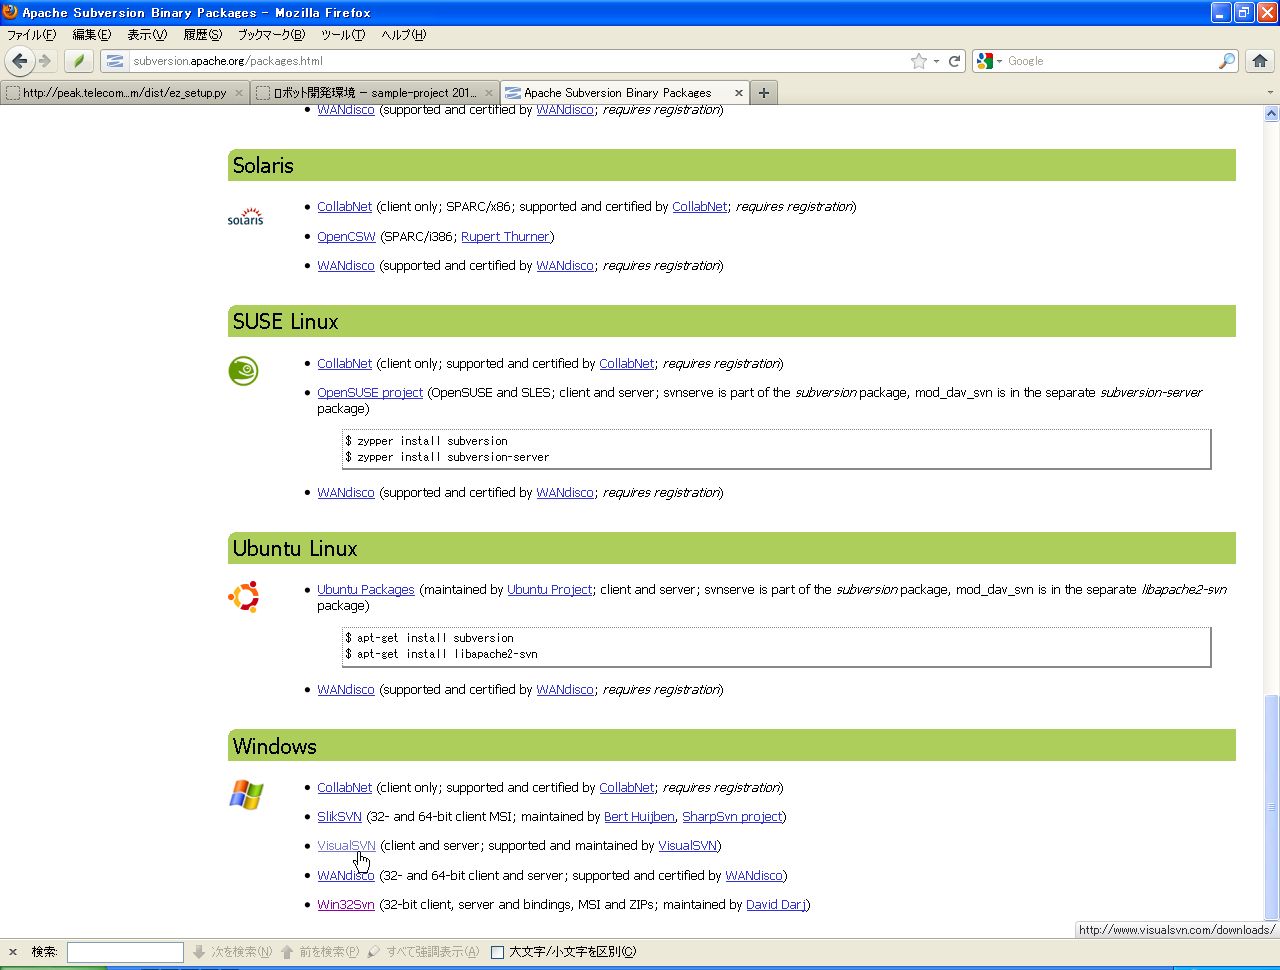 Apache Subversion Binary Packages - Mozilla Firefox
ファイル(F) 編集(E) 表示(V) 履歴(S) ブックマーク(B) ツール(T) ヘルプ(H)
subversion.apache.org/packages.html
Google
http://peak.telecom...m/dist/ez_setup.py
ロボット開発環境 - sample-project 201...
Apache Subversion Binary Packages
WANdisco (supported and certified by WANdisco; requires registration)
Solaris
solaris
CollabNet (client only; SPARC/x86; supported and certified by CollabNet; requires registration)
OpenCSW (SPARC/i386; Rupert Thurner)
WANdisco (supported and certified by WANdisco; requires registration)
SUSE Linux
CollabNet (client only; supported and certified by CollabNet; requires registration)
OpenSUSE project (OpenSUSE and SLES; client and server; svnserve is part of the subversion package, mod_dav_svn is in the separate subversion-server
package)
$ zypper install subversion
$ zypper install subversion-server
WANdisco (supported and certified by WANdisco; requires registration)
Ubuntu Linux
Ubuntu Packages (maintained by Ubuntu Project; client and server; svnserve is part of the subversion package, mod_dav_svn is in the separate libapache2-svn
package)
$ apt-get install subversion
$ apt-get install libapache2-svn
WANdisco (supported and certified by WANdisco; requires registration)
Windows
CollabNet (client only; supported and certified by CollabNet; requires registration)
SlikSVN (32- and 64-bit client MSI; maintained by Bert Huijben, SharpSvn project)
VisualSVN (client and server; supported and maintained by VisualSVN)
WANdisco (32- and 64-bit client and server; supported and certified by WANdisco)
Win32Svn (32-bit client, server and bindings, MSI and ZIPs; maintained by David Darj)
http://www.visualsvn.com/downloads/
検索: 次を検索(N) 前を検索(P) すべて強調表示(A) 大文字/小文字を区別(C)